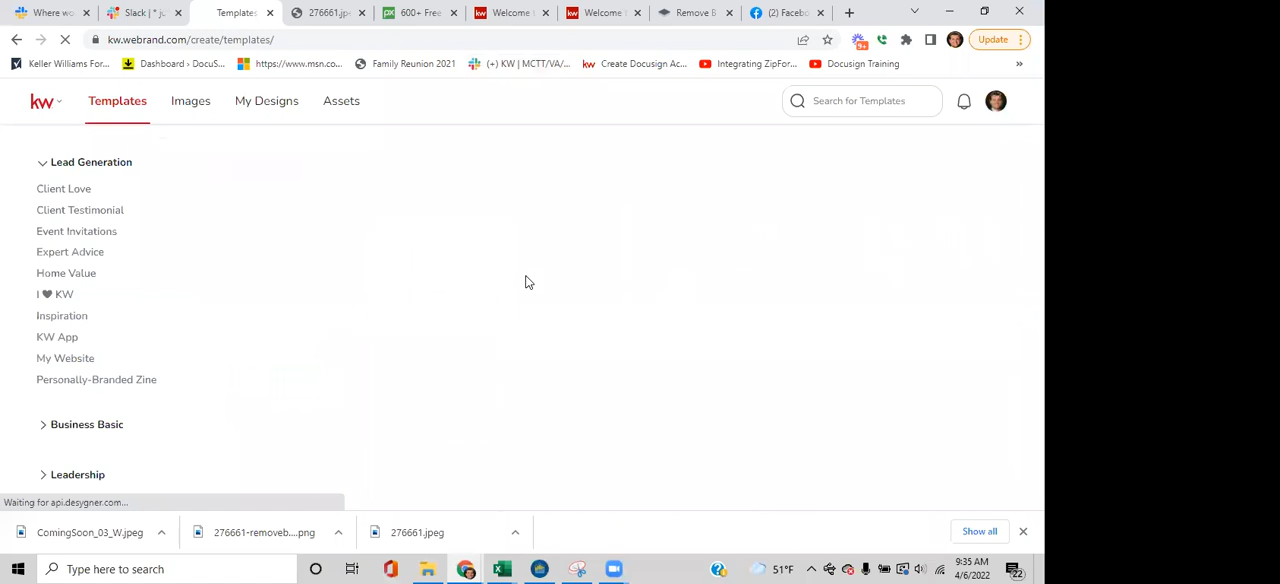 Where wo
Slack | * ju
Templates
276661.jp
600+ Free
Welcome t
Welcome t
Remove B
(2) Facebo
kw.webrand.com/create/templates/
9+
Update
Keller Williams For...
Dashboard › DocuS...
https://www.msn.co...
Family Reunion 2021
(+) KW | MCTT/VA/...
Create Docusign Ac...
Integrating ZipFor...
Docusign Training
»
kw
Templates
Images
My Designs
Assets
Search for Templates
Lead Generation
Client Love
Client Testimonial
Event Invitations
Expert Advice
Home Value
I ♥ KW
Inspiration
KW App
My Website
Personally-Branded Zine
Business Basic
Leadership
Waiting for api.desygner.com...
ComingSoon_03_W.jpeg
276661-removeb....png
276661.jpeg
Show all
Type here to search
51°F
9:35 AM
4/6/2022
22